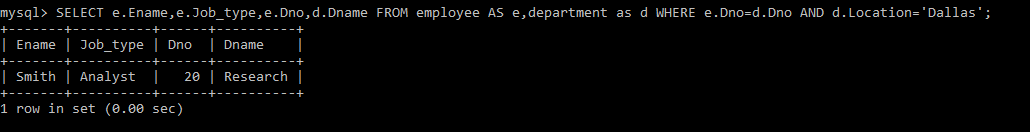 mysql> SELECT e.Ename,e.Job_type,e.Dno,d.Dname FROM employee AS e,department as d WHERE e.Dno=d.Dno AND d.Location='Dallas';
+-------+----------+------+----------+
| Ename | Job_type | Dno  | Dname    |
+-------+----------+------+----------+
| Smith | Analyst  |   20 | Research |
+-------+----------+------+----------+
1 row in set (0.00 sec)